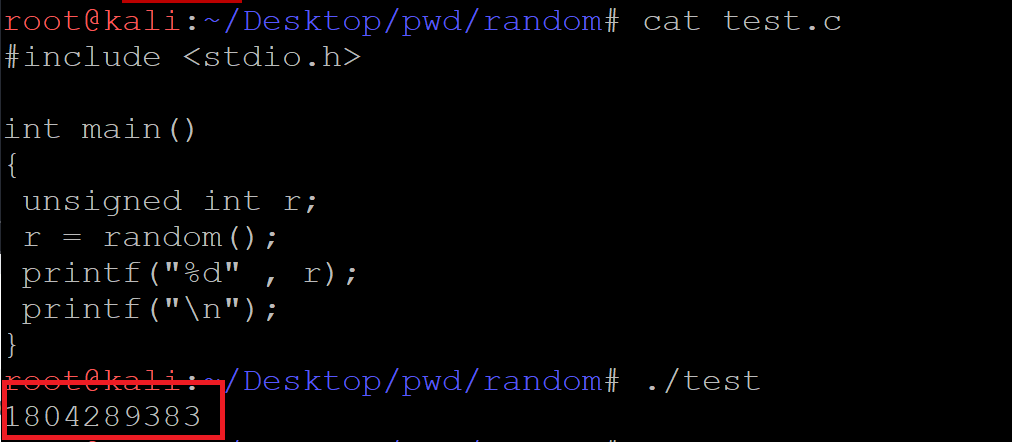 root@kali:~/Desktop/pwd/random# cat test.c
#include <stdio.h>
int main()
{
unsigned int r;
r = random();
printf("%d" , r);
printf("\n");
}
root@kali:~/Desktop/pwd/random# ./test
1804289383